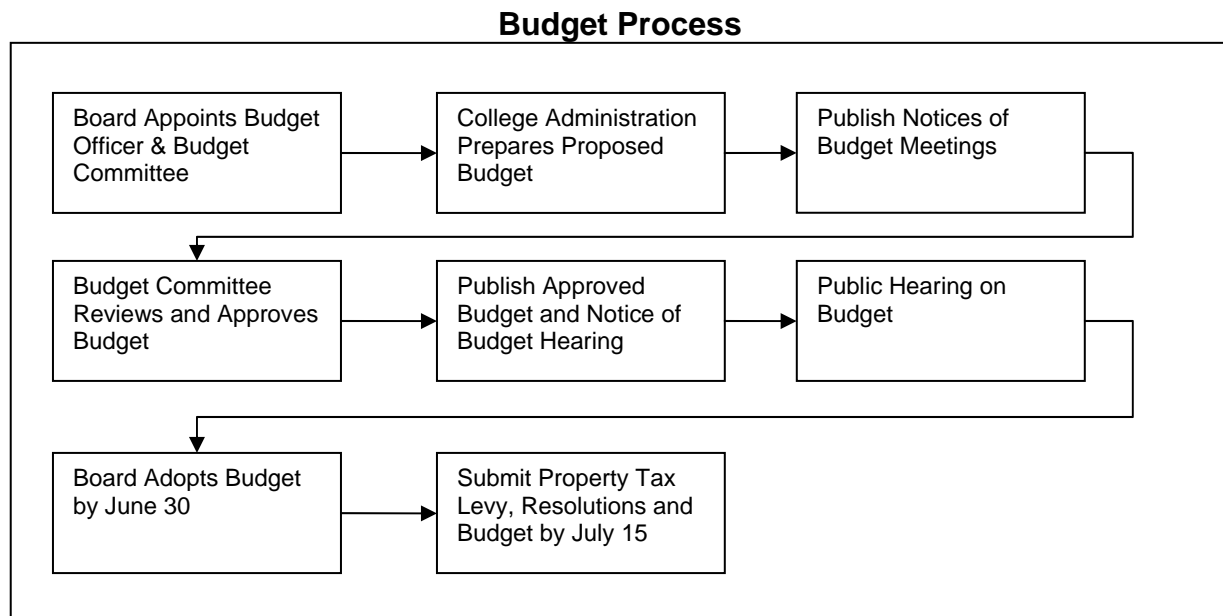 Budget Process
Board Appoints Budget
Officer & Budget
Committee
College Administration
Prepares Proposed
Budget
Publish Notices of
Budget Meetings
Budget Committee
Reviews and Approves
Budget
Publish Approved
Budget and Notice of
Budget Hearing
Public Hearing on
Budget
Board Adopts Budget
by June 30
Submit Property Tax
Levy, Resolutions and
Budget by July 15